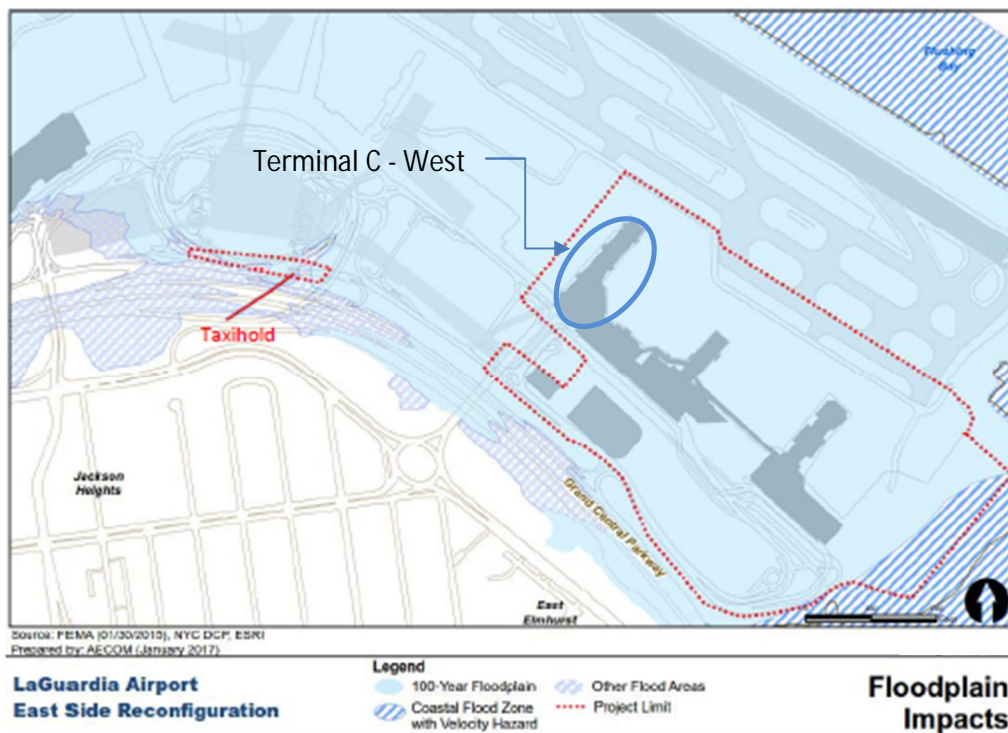 Flushing
Bay
Terminal C - West
Taxihold
Jackson
Heights
Grand Central Parkway
East
Elmhurst
Source: FEMA (01/30/2015), NYC DCP, ESRI
Prepared by: AECOM (January 2017)
LaGuardia Airport
East Side Reconfiguration
Legend
100-Year Floodplain
Coastal Flood Zone
with Velocity Hazard
Other Flood Areas
Project Limit
Floodplain
Impacts